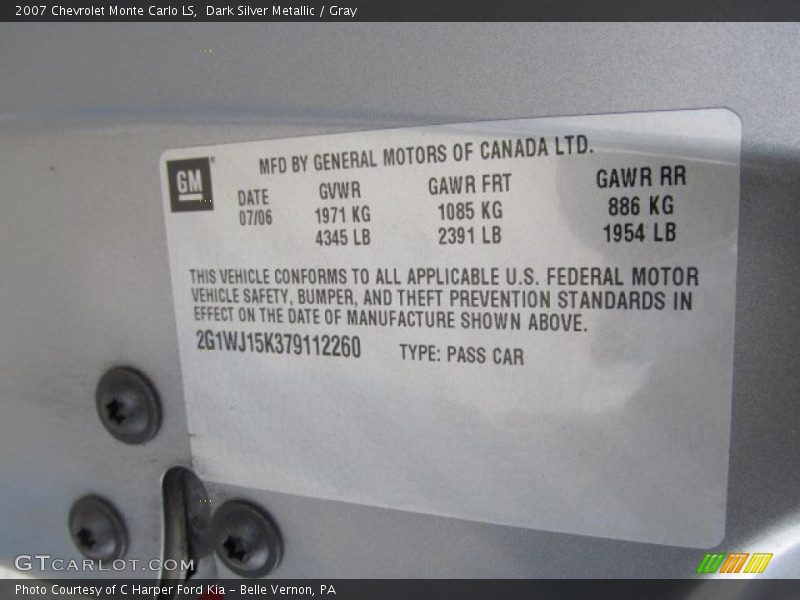 2007 Chevrolet Monte Carlo LS, Dark Silver Metallic / Gray
GM
MFD BY GENERAL MOTORS OF CANADA LTD.
DATE GVWR GAWR FRT GAWR RR
07/06 1971 KG 1085 KG 886 KG
4345 LB 2391 LB 1954 LB
THIS VEHICLE CONFORMS TO ALL APPLICABLE U.S. FEDERAL MOTOR
VEHICLE SAFETY, BUMPER, AND THEFT PREVENTION STANDARDS IN
EFFECT ON THE DATE OF MANUFACTURE SHOWN ABOVE.
2G1WJ15K379112260 TYPE: PASS CAR
GTCARLOT.COM
Photo Courtesy of C Harper Ford Kia - Belle Vernon, PA